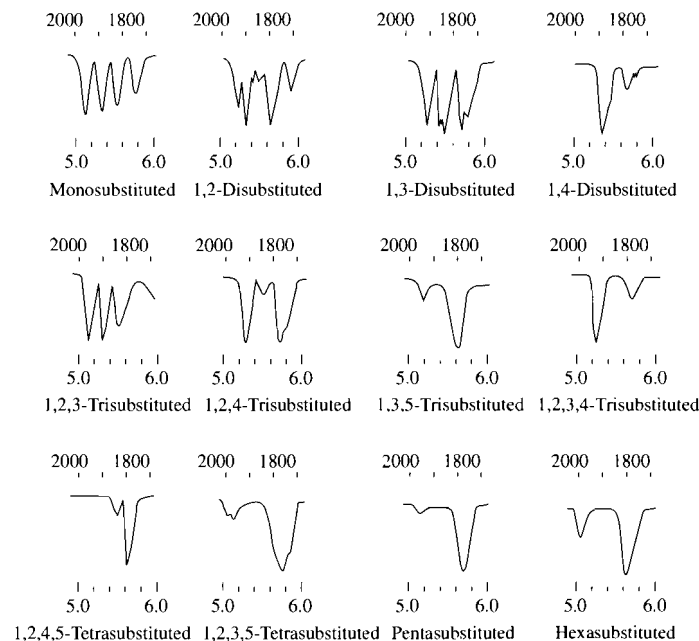 2000 1800 2000 1800 2000 1800 2000 1800
5.0 6.0 5.0 6.0 5.0 6.0 5.0 6.0
Monosubstituted 1,2-Disubstituted 1,3-Disubstituted 1,4-Disubstituted
2000 1800 2000 1800 2000 1800 2000 1800
5.0 6.0 5.0 6.0 5.0 6.0 5.0 6.0
1,2,3-Trisubstituted 1,2,4-Trisubstituted 1,3,5-Trisubstituted 1,2,3,4-Trisubstituted
2000 1800 2000 1800 2000 1800 2000 1800
5.0 6.0 5.0 6.0 5.0 6.0 5.0 6.0
1,2,4,5-Tetrasubstituted 1,2,3,5-Tetrasubstituted Pentasubstituted Hexasubstituted